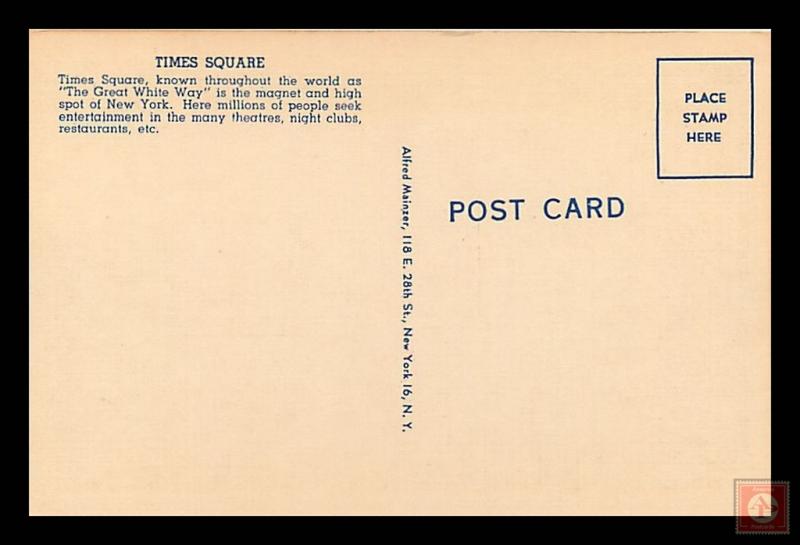 TIMES SQUARE
Times Square, known throughout the world as
"The Great White Way" is the magnet and high
spot of New York. Here millions of people seek
entertainment in the many theatres, night clubs,
restaurants, etc.
PLACE
STAMP
HERE
Alfred Mainzer, 118 E. 28th St., New York 16, N. Y.
POST CARD
Postcards